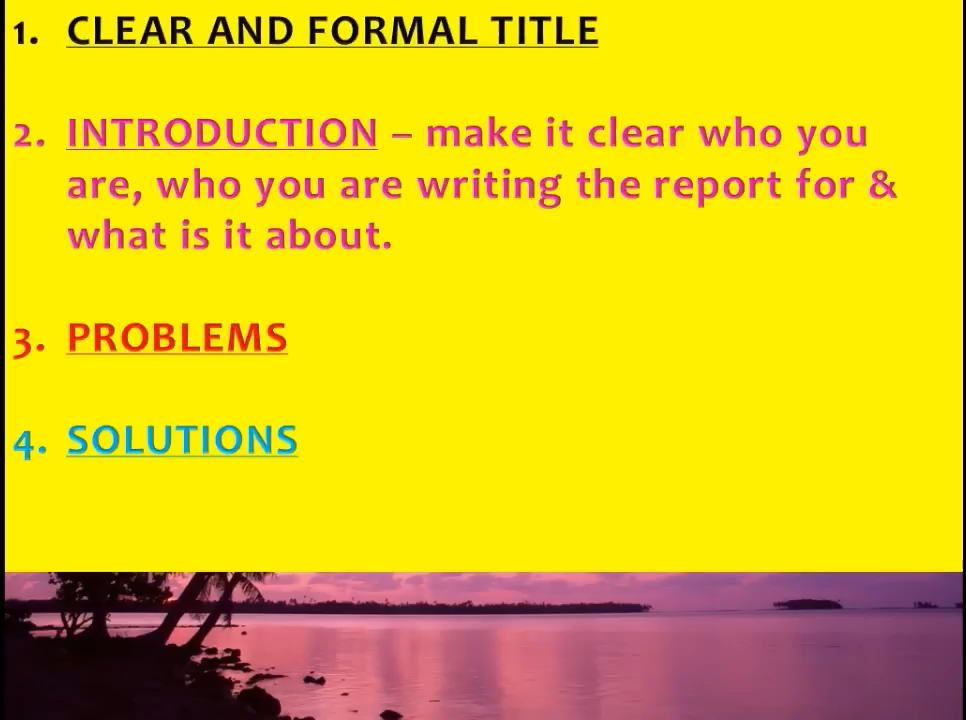 1. CLEAR AND FORMAL TITLE
2. INTRODUCTION – make it clear who you
are, who you are writing the report for &
what is it about.
3. PROBLEMS
4. SOLUTIONS